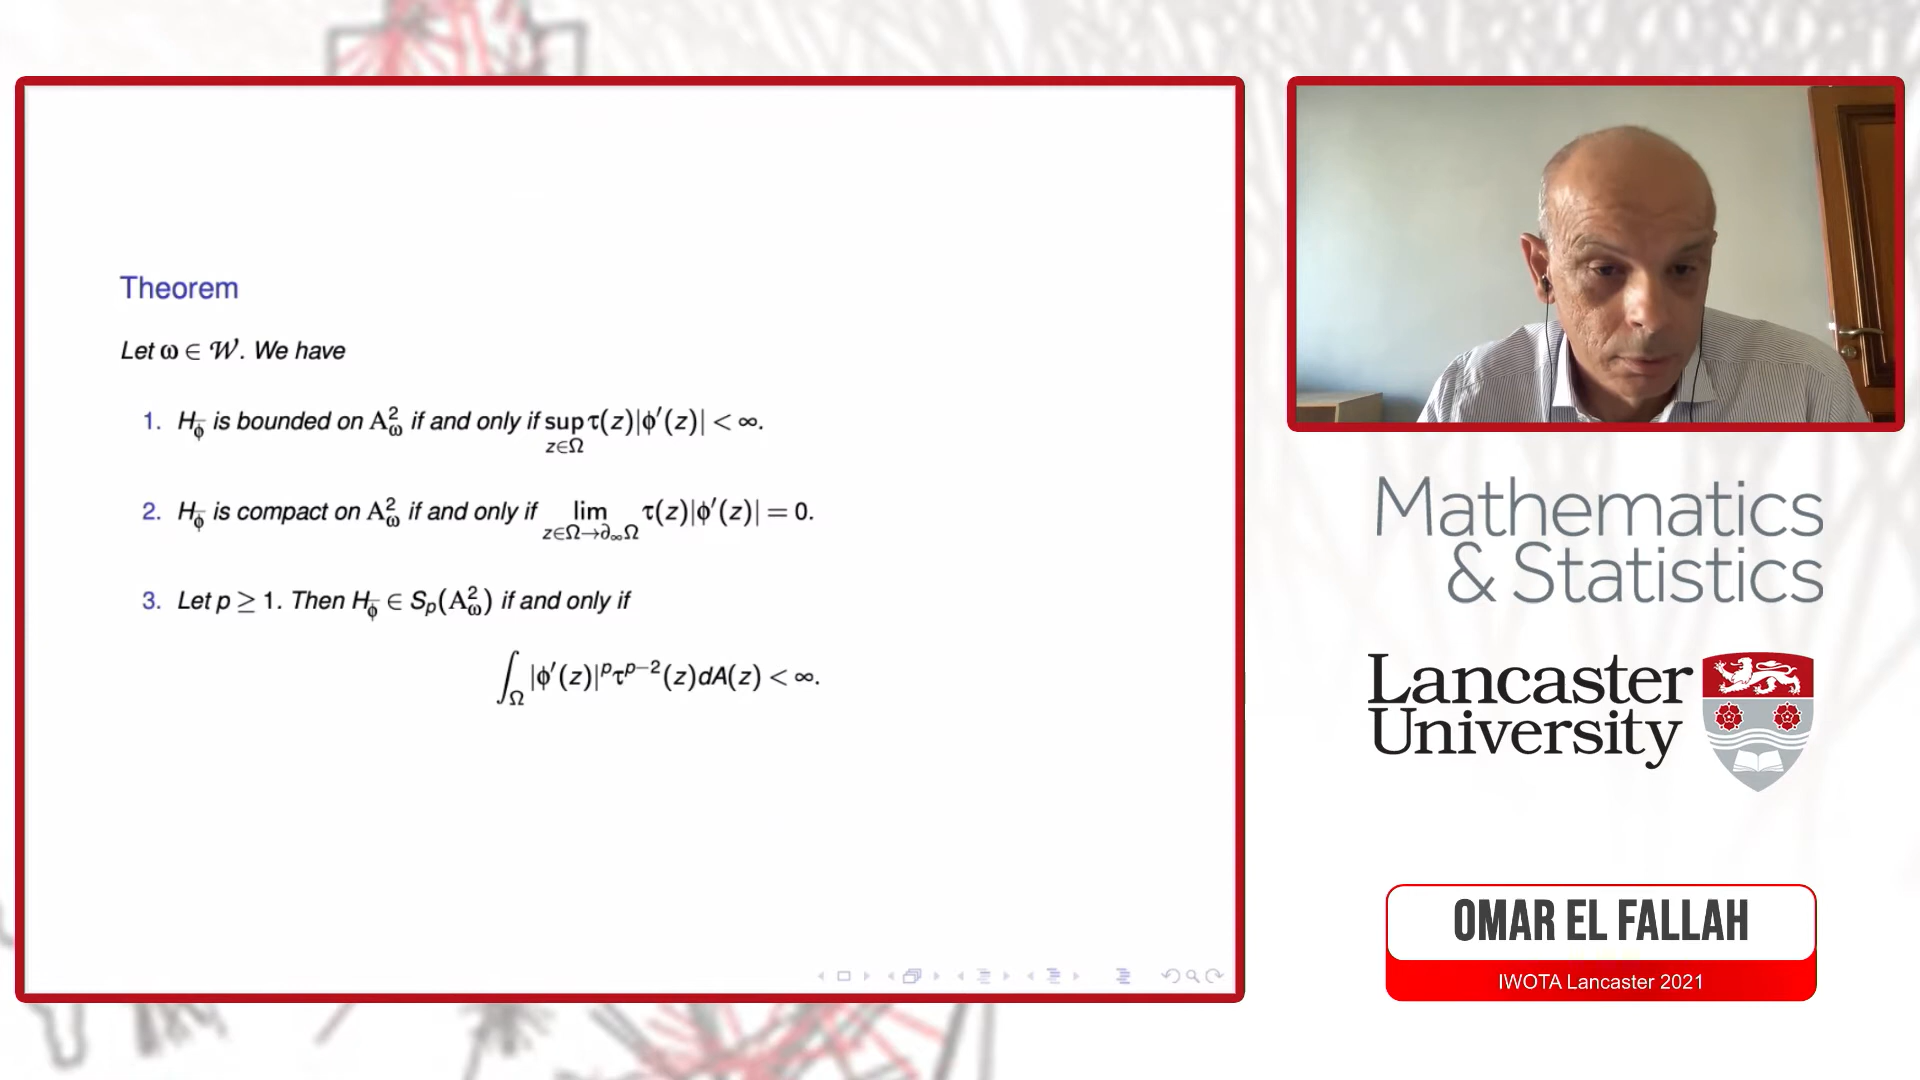 Theorem
Let ω ∈ 𝒲. We have
1. H_ϕ̄ is bounded on A²_ω if and only if sup_{z∈Ω} τ(z)|ϕ′(z)| < ∞.
2. H_ϕ̄ is compact on A²_ω if and only if lim_{z∈Ω→∂∞Ω} τ(z)|ϕ′(z)| = 0.
3. Let p ≥ 1. Then H_ϕ̄ ∈ S_p(A²_ω) if and only if
∫_Ω |ϕ′(z)|^p τ^{p−2}(z)dA(z) < ∞.
Mathematics
& Statistics
Lancaster
University
OMAR EL FALLAH
IWOTA Lancaster 2021